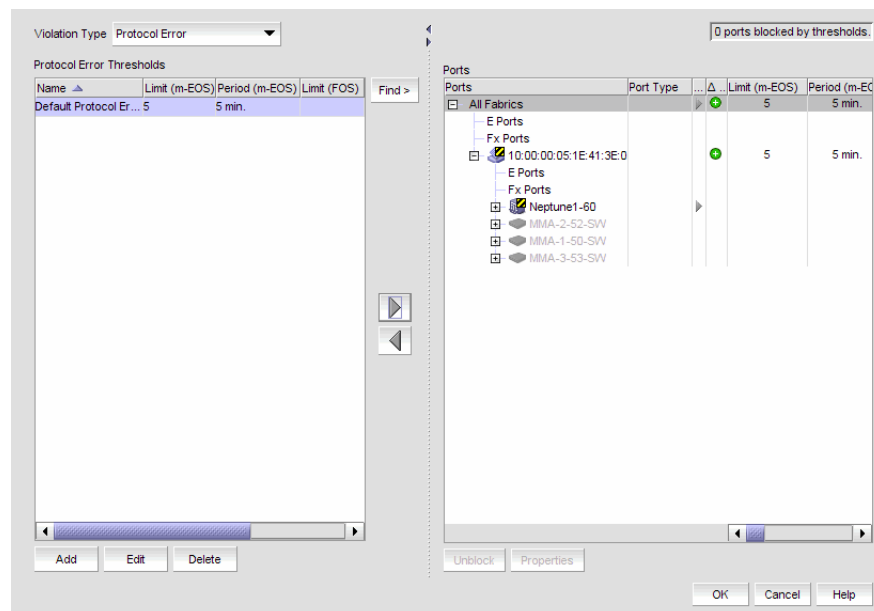 Violation Type Protocol Error
0 ports blocked by thresholds.
Protocol Error Thresholds
Name Limit (m-EOS) Period (m-EOS) Limit (FOS)
Default Protocol Er... 5 5 min.
Find >
Ports
Ports Port Type ... Δ .. Limit (m-EOS) Period (m-EO
All Fabrics 5 5 min.
E Ports
Fx Ports
10:00:00:05:1E:41:3E:0 5 5 min.
E Ports
Fx Ports
Neptune1-60
MMA-2-52-SW
MMA-1-50-SW
MMA-3-53-SW
Add Edit Delete
Unblock Properties
OK Cancel Help